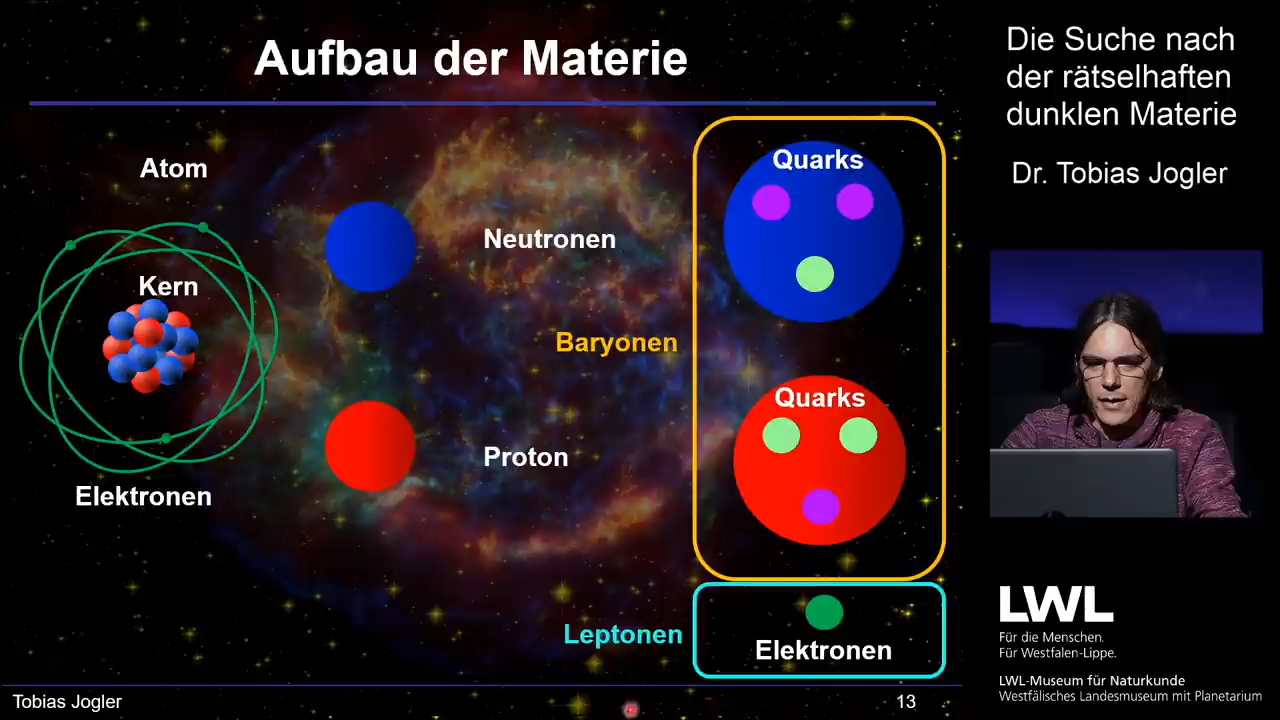 Aufbau der Materie
Atom
Kern
Elektronen
Neutronen
Proton
Baryonen
Quarks
Quarks
Leptonen
Elektronen
Tobias Jogler
13
Die Suche nach
der rätselhaften
dunklen Materie
Dr. Tobias Jogler
LWL
Für die Menschen.
Für Westfalen-Lippe.
LWL-Museum für Naturkunde
Westfälisches Landesmuseum mit Planetarium